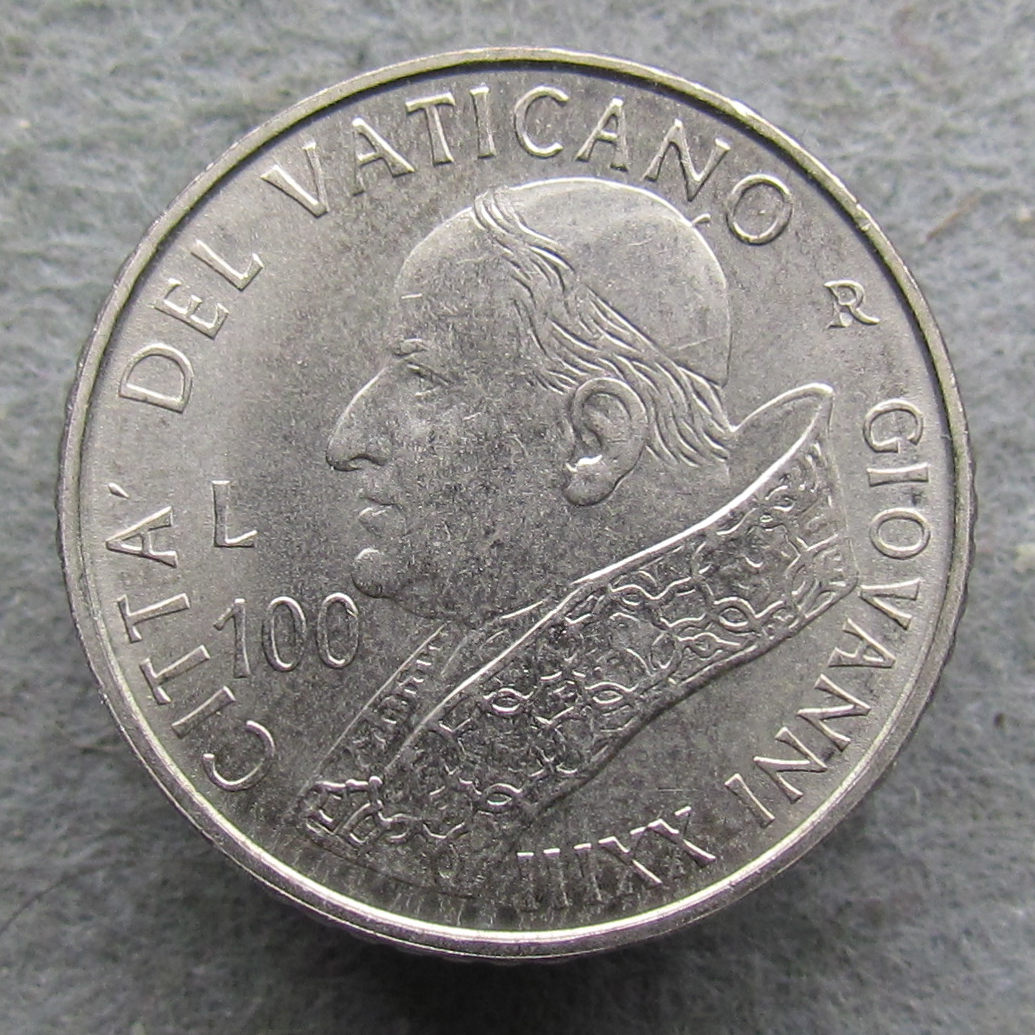 CITTA' DEL VATICANO
R
GIOVANNI XXIII
L
100